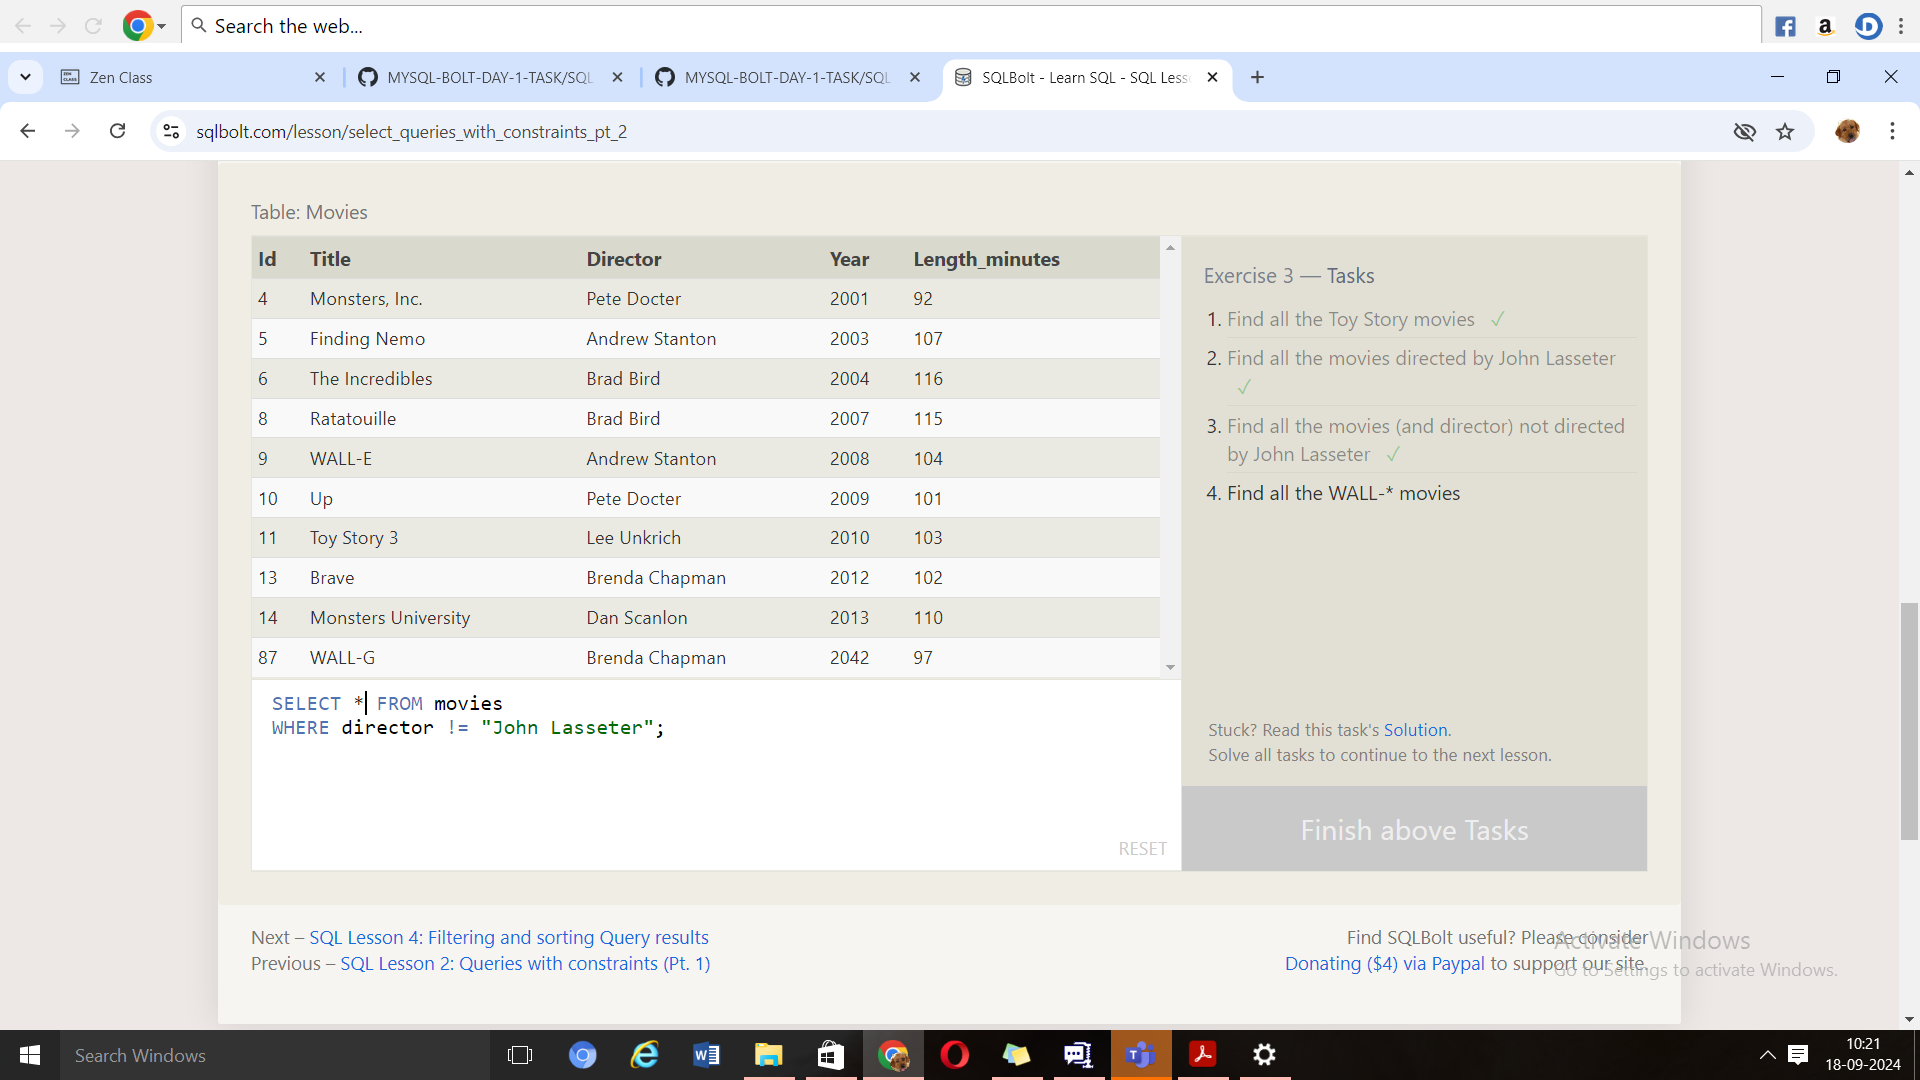 Search the web...
Zen Class
MYSQL-BOLT-DAY-1-TASK/SQL
MYSQL-BOLT-DAY-1-TASK/SQL
SQLBolt - Learn SQL - SQL Less
sqlbolt.com/lesson/select_queries_with_constraints_pt_2
Table: Movies
Id Title Director Year Length_minutes
4 Monsters, Inc. Pete Docter 2001 92
5 Finding Nemo Andrew Stanton 2003 107
6 The Incredibles Brad Bird 2004 116
8 Ratatouille Brad Bird 2007 115
9 WALL-E Andrew Stanton 2008 104
10 Up Pete Docter 2009 101
11 Toy Story 3 Lee Unkrich 2010 103
13 Brave Brenda Chapman 2012 102
14 Monsters University Dan Scanlon 2013 110
87 WALL-G Brenda Chapman 2042 97
SELECT * FROM movies
WHERE director != "John Lasseter";
RESET
Exercise 3 — Tasks
1. Find all the Toy Story movies ✓
2. Find all the movies directed by John Lasseter
✓
3. Find all the movies (and director) not directed
by John Lasseter ✓
4. Find all the WALL-* movies
Stuck? Read this task's Solution.
Solve all tasks to continue to the next lesson.
Finish above Tasks
Next – SQL Lesson 4: Filtering and sorting Query results
Previous – SQL Lesson 2: Queries with constraints (Pt. 1)
Find SQLBolt useful? Please consider
Donating ($4) via Paypal to support our site.
Activate Windows
Go to Settings to activate Windows.
Search Windows
10:21
18-09-2024